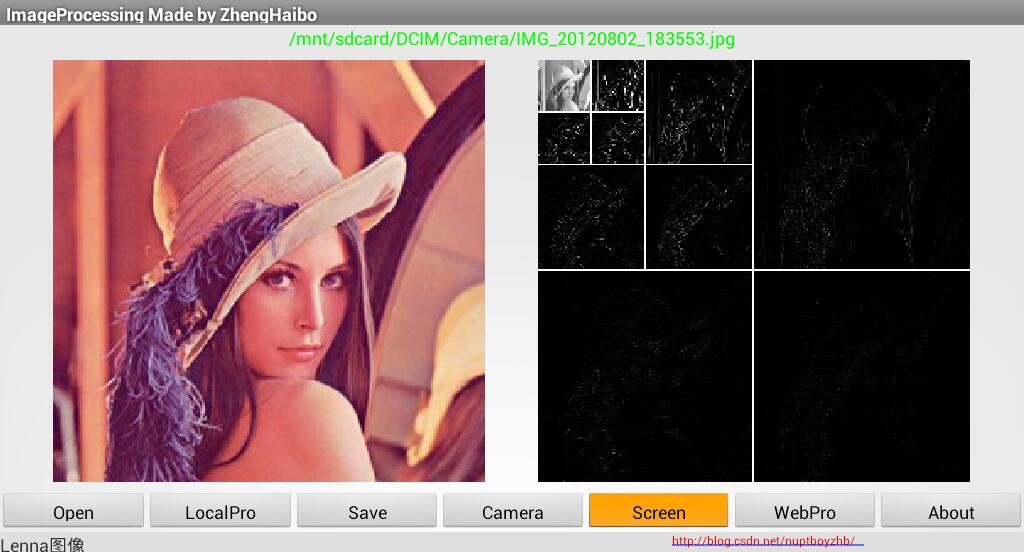 ImageProcessing Made by ZhengHaibo
/mnt/sdcard/DCIM/Camera/IMG_20120802_183553.jpg
Open LocalPro Save Camera Screen WebPro About
Lenna图像 http://blog.csdn.net/nuptboyzhb/